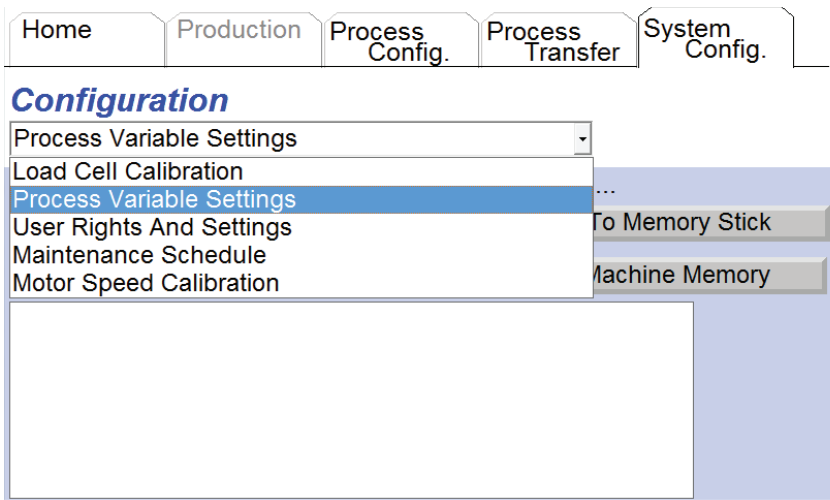 Home
Production
Process
Config.
Process
Transfer
System
Config.
Configuration
Process Variable Settings
Load Cell Calibration
Process Variable Settings
User Rights And Settings
Maintenance Schedule
Motor Speed Calibration
...
To Memory Stick
Machine Memory